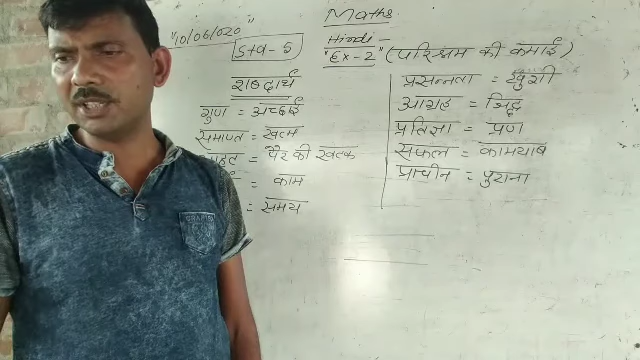 Maths
"10/06/020"
Hindi -
Std-5
"Ex-2" (परिश्रम की कमाई)
शब्दार्थ
गुण = अच्छाई
समाप्त = खत्म
= पैर की खटक
= काम
= समय
प्रसन्नता = खुशी
आग्रह = जिद्द
प्रतिज्ञा = प्रण
सफल = कामयाब
प्राचीन = पुराना